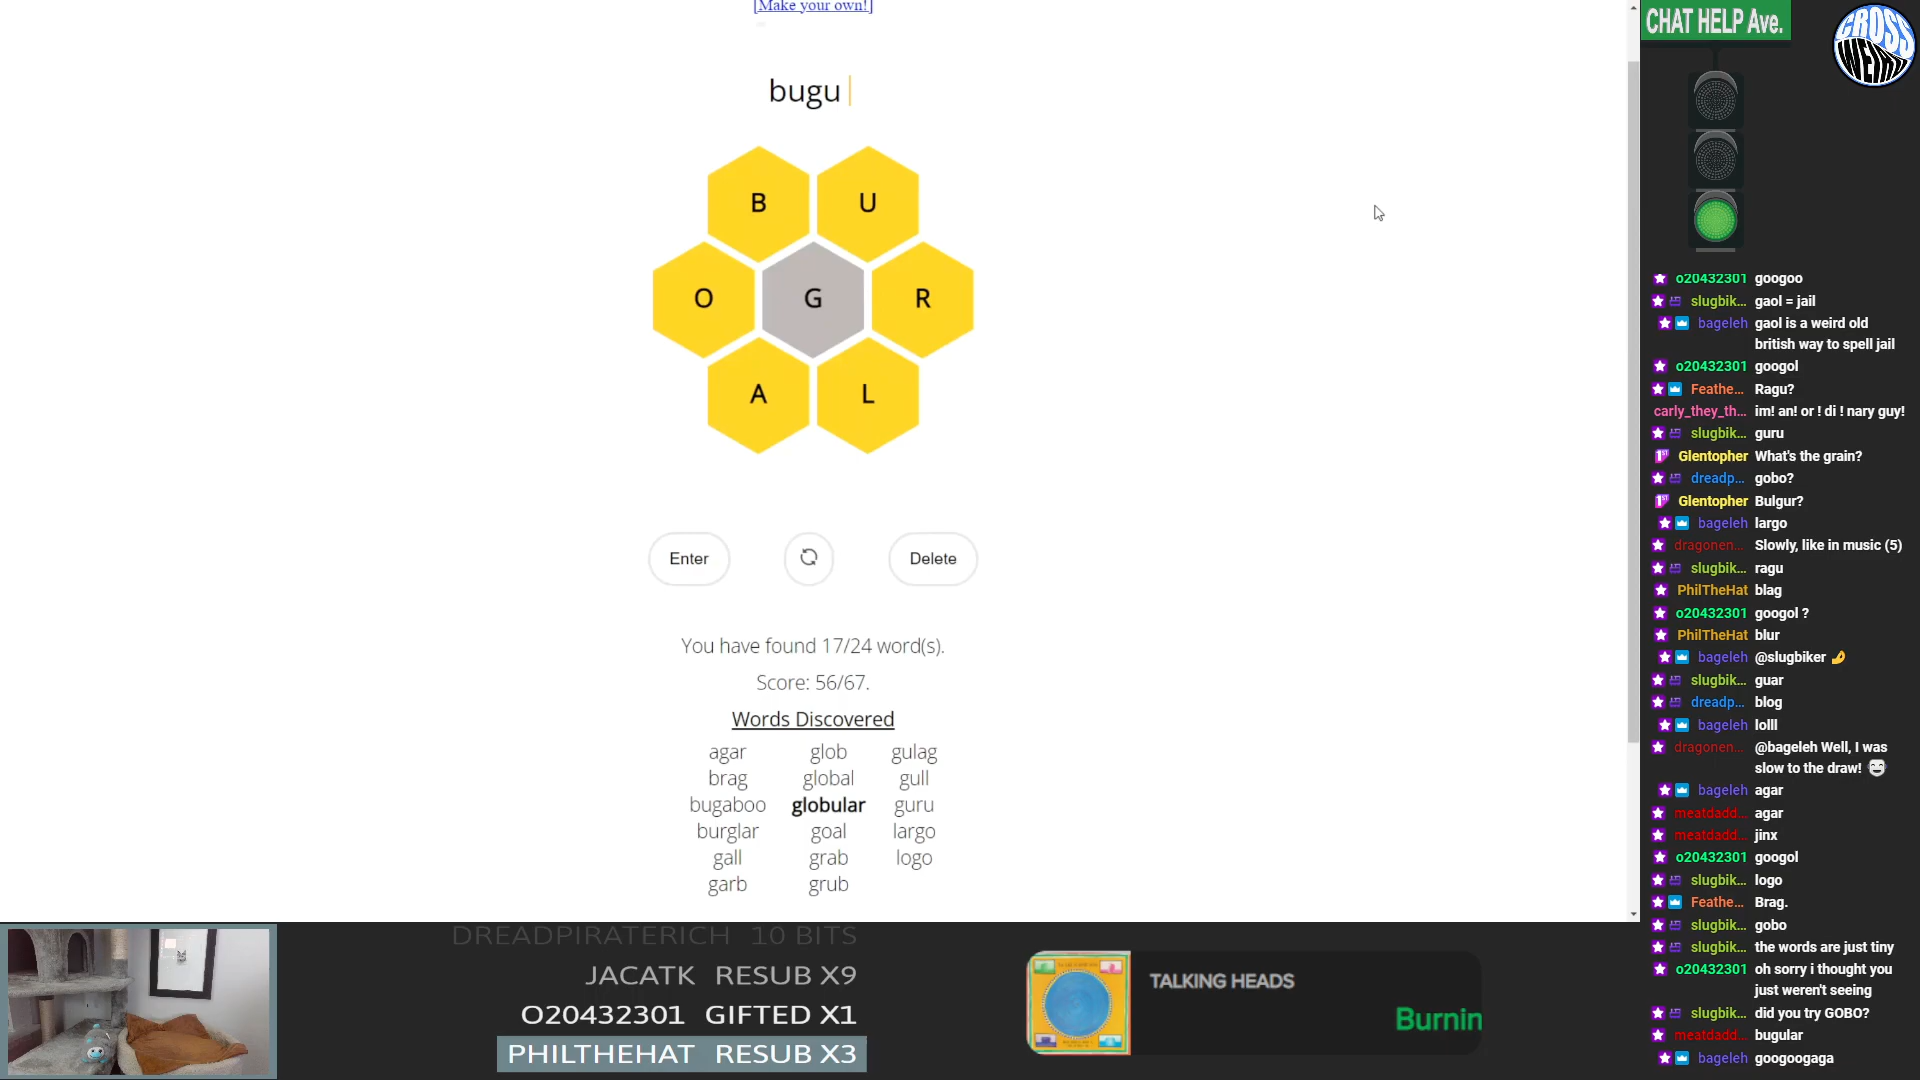 [Make your own!]
bugu
B
U
O
G
R
A
L
Enter
Delete
You have found 17/24 word(s).
Score: 56/67.
Words Discovered
agar glob gulag
brag global gull
bugaboo globular guru
burglar goal largo
gall grab logo
garb grub
DREADPIRATERICH 10 BITS
JACATK RESUB X9
O20432301 GIFTED X1
PHILTHEHAT RESUB X3
TALKING HEADS
Burnin
CHAT HELP Ave.
CROSS
WEIRD
o20432301 googoo
slugbik... gaol = jail
bageleh gaol is a weird old
british way to spell jail
o20432301 googol
Feathe... Ragu?
carly_they_th... im! an! or ! di ! nary guy!
slugbik... guru
Glentopher What's the grain?
dreadp... gobo?
Glentopher Bulgur?
bageleh largo
dragonen... Slowly, like in music (5)
slugbik... ragu
PhilTheHat blag
o20432301 googol ?
PhilTheHat blur
bageleh @slugbiker 🤌
slugbik... guar
dreadp... blog
bageleh lolll
dragonen... @bageleh Well, I was
slow to the draw! 😅
bageleh agar
meatdadd... agar
meatdadd... jinx
o20432301 googol
slugbik... logo
Feathe... Brag.
slugbik... gobo
slugbik... the words are just tiny
o20432301 oh sorry i thought you
just weren't seeing
slugbik... did you try GOBO?
meatdadd... bugular
bageleh googoogaga